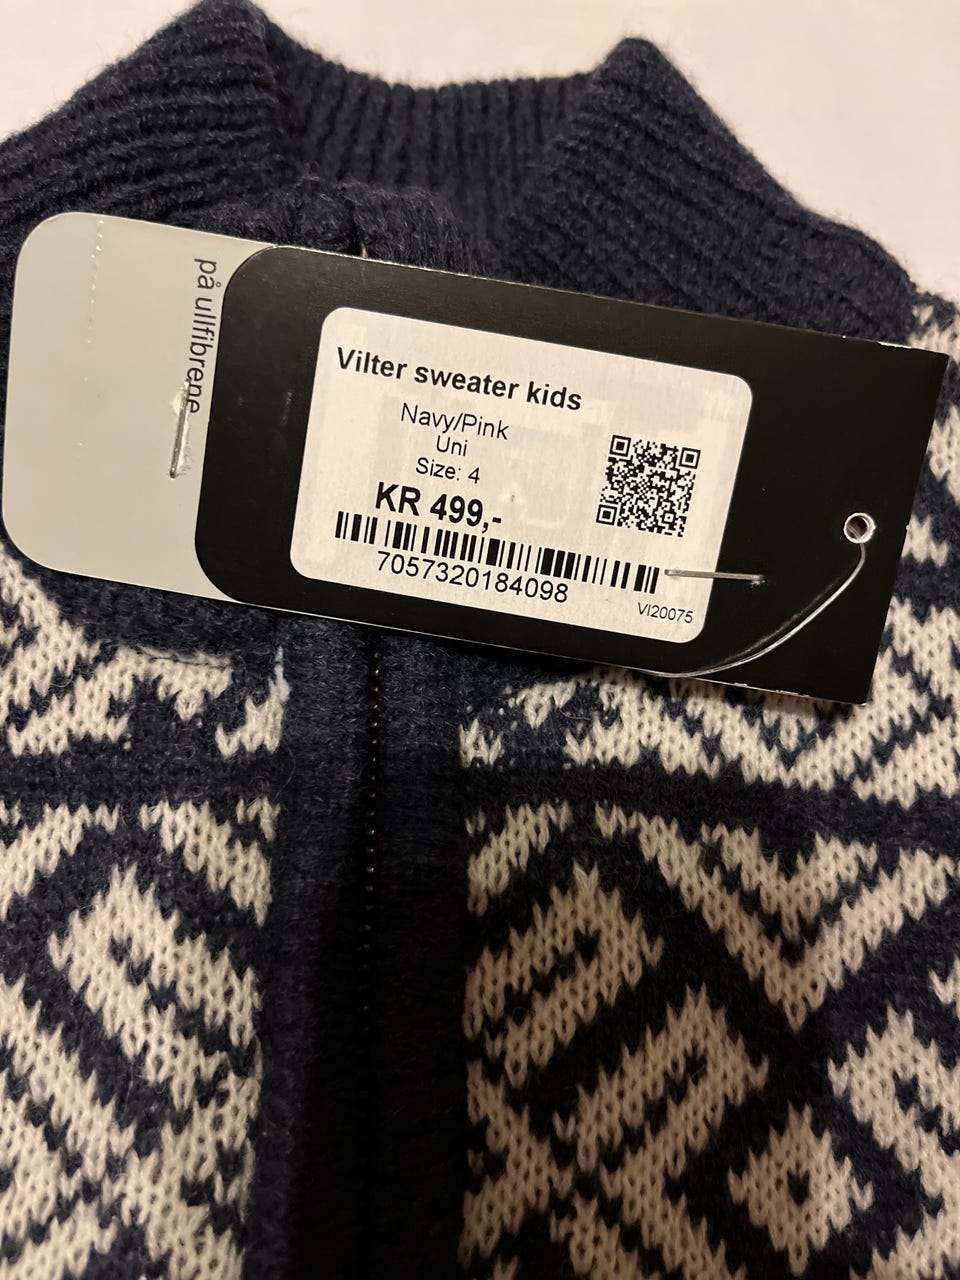 på ullfibrene
Vilter sweater kids
Navy/Pink
Uni
Size: 4
KR 499,-
7057320184098
VI20075